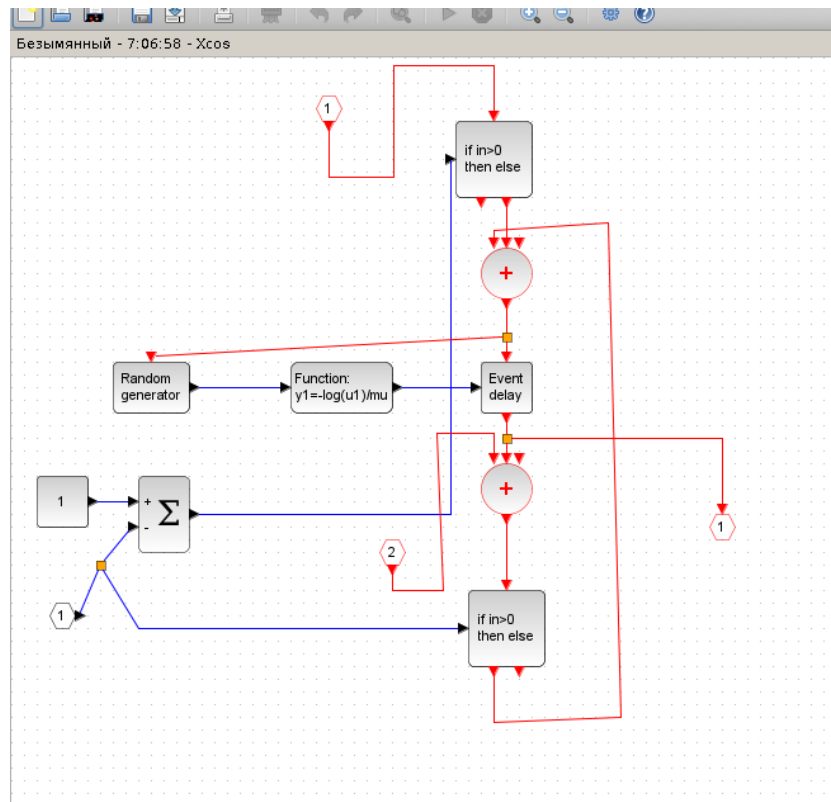 Безымянный - 7:06:58 - Xcos
1
if in>0
then else
+
Random
generator
Function:
y1=-log(u1)/mu
Event
delay
1
+
-
Σ
+
1
2
1
if in>0
then else